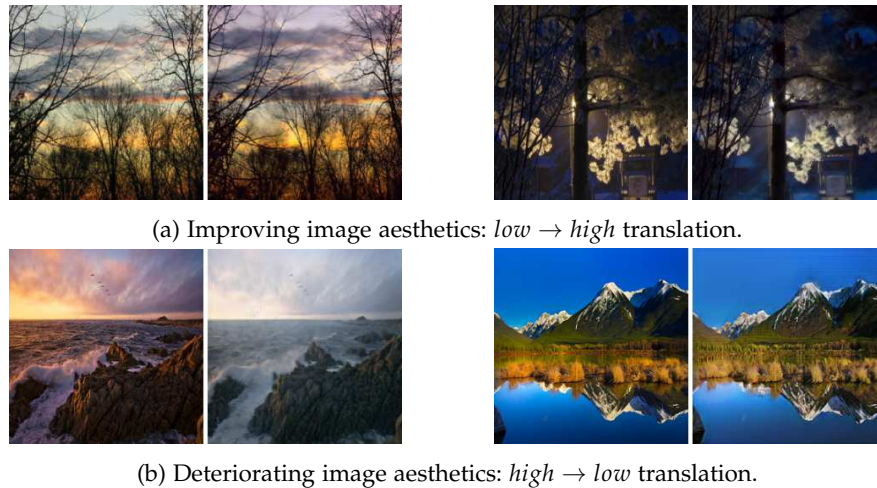 (a) Improving image aesthetics: low → high translation.
(b) Deteriorating image aesthetics: high → low translation.